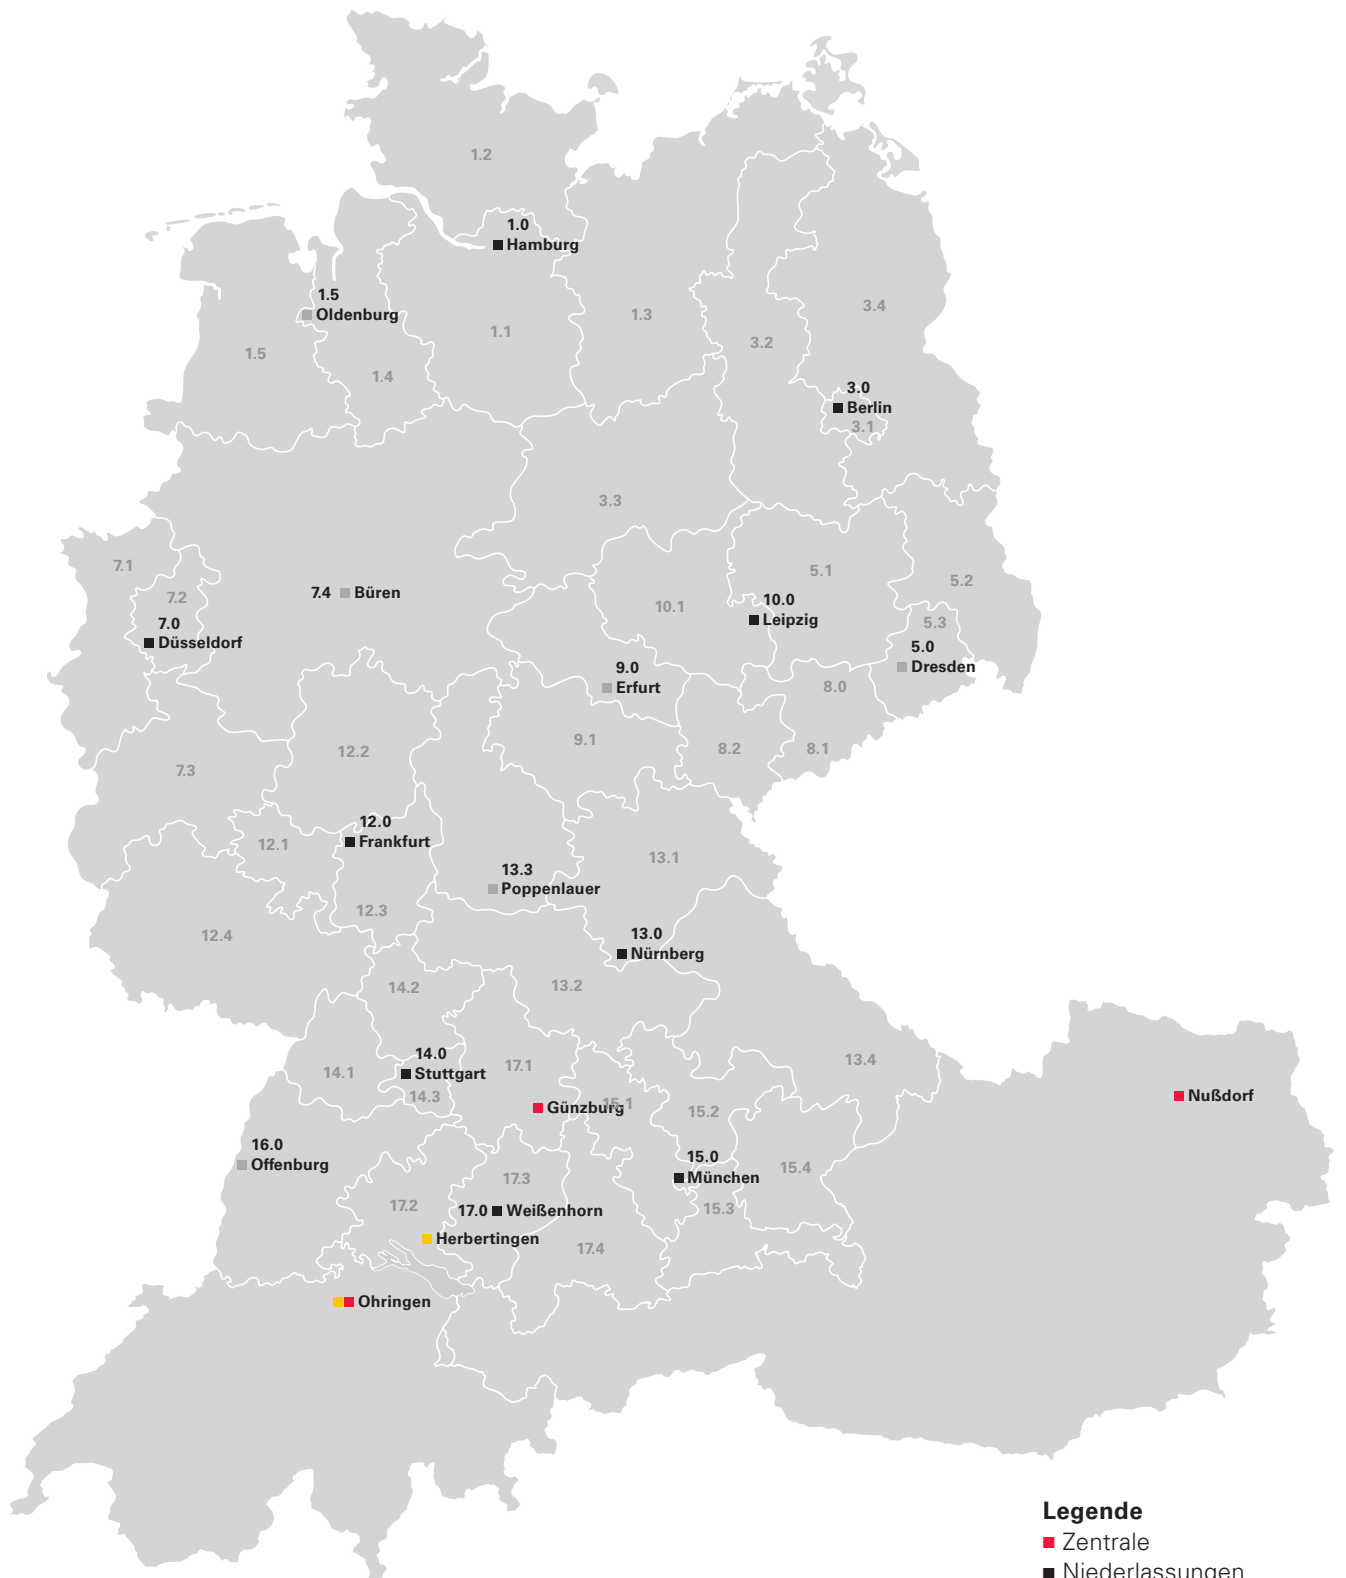 1.2
1.0
Hamburg
1.5
Oldenburg
1.3
3.4
1.1
3.2
1.5
1.4
3.0
Berlin
3.1
3.3
7.1
5.1
5.2
7.4 Büren
7.2
10.1
10.0
Leipzig
5.3
7.0
Düsseldorf
5.0
Dresden
9.0
Erfurt
8.0
9.1
8.2
8.1
12.2
7.3
12.0
Frankfurt
12.1
13.1
13.3
Poppenlauer
12.3
12.4
13.0
Nürnberg
14.2
13.2
14.0
Stuttgart
17.1
13.4
14.1
14.3
Günzburg
15.1
15.2
Nußdorf
16.0
Offenburg
15.0
München
15.4
17.3
17.2
17.0 Weißenhorn
15.3
Herbertingen
17.4
Ohringen
Legende
Zentrale
Niederlassungen